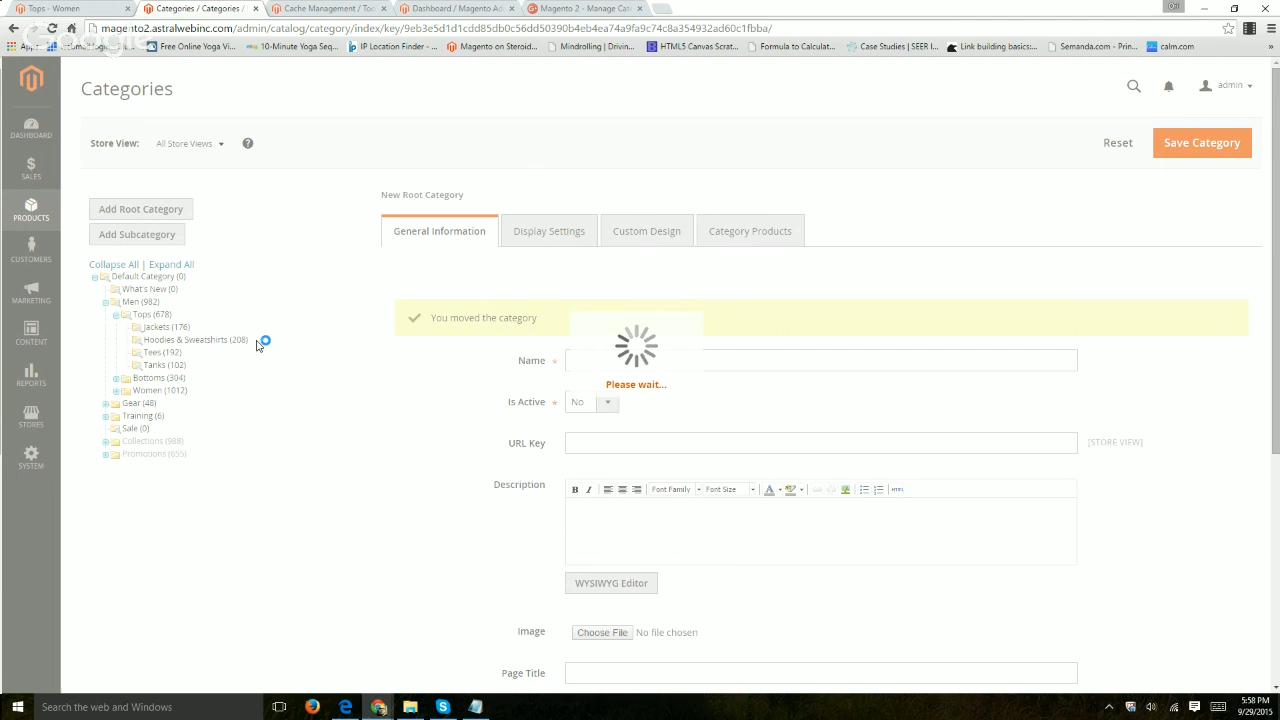 Tops - Women
Categories / Categories / I
Cache Management / Too
Dashboard / Magento Ad
Magento 2 - Manage Cat
magento2.astralwebinc.com/admin/catalog/category/index/key/9eb3e5d1d1cdd285db0c56dd50390b4eb4ea74a9fa9c74c8a354932ad60c1fbba/
Google
Free Online Yoga Vi
10-Minute Yoga Seq
IP Location Finder -
Magento on Steroid
Mindrolling | Driving
HTML5 Canvas Scrat
Formula to Calculat
Case Studies | SEER I
Link building basics:
Semanda.com - Prin
calm.com
Categories
admin
Store View:
All Store Views
?
Reset
Save Category
DASHBOARD
SALES
PRODUCTS
CUSTOMERS
MARKETING
CONTENT
REPORTS
STORES
SYSTEM
Add Root Category
Add Subcategory
Collapse All | Expand All
Default Category (0)
What's New (0)
Men (982)
Tops (678)
Jackets (176)
Hoodies & Sweatshirts (208)
Tees (192)
Tanks (102)
Bottoms (304)
Women (1012)
Gear (48)
Training (6)
Sale (0)
Collections (988)
Promotions (655)
New Root Category
General Information
Display Settings
Custom Design
Category Products
You moved the category
Please wait...
Name *
Is Active *
No
URL Key
[STORE VIEW]
Description
B I
Font Family
Font Size
A
HTML
WYSIWYG Editor
Image
Choose File No file chosen
Page Title
Search the web and Windows
5:58 PM
9/29/2015